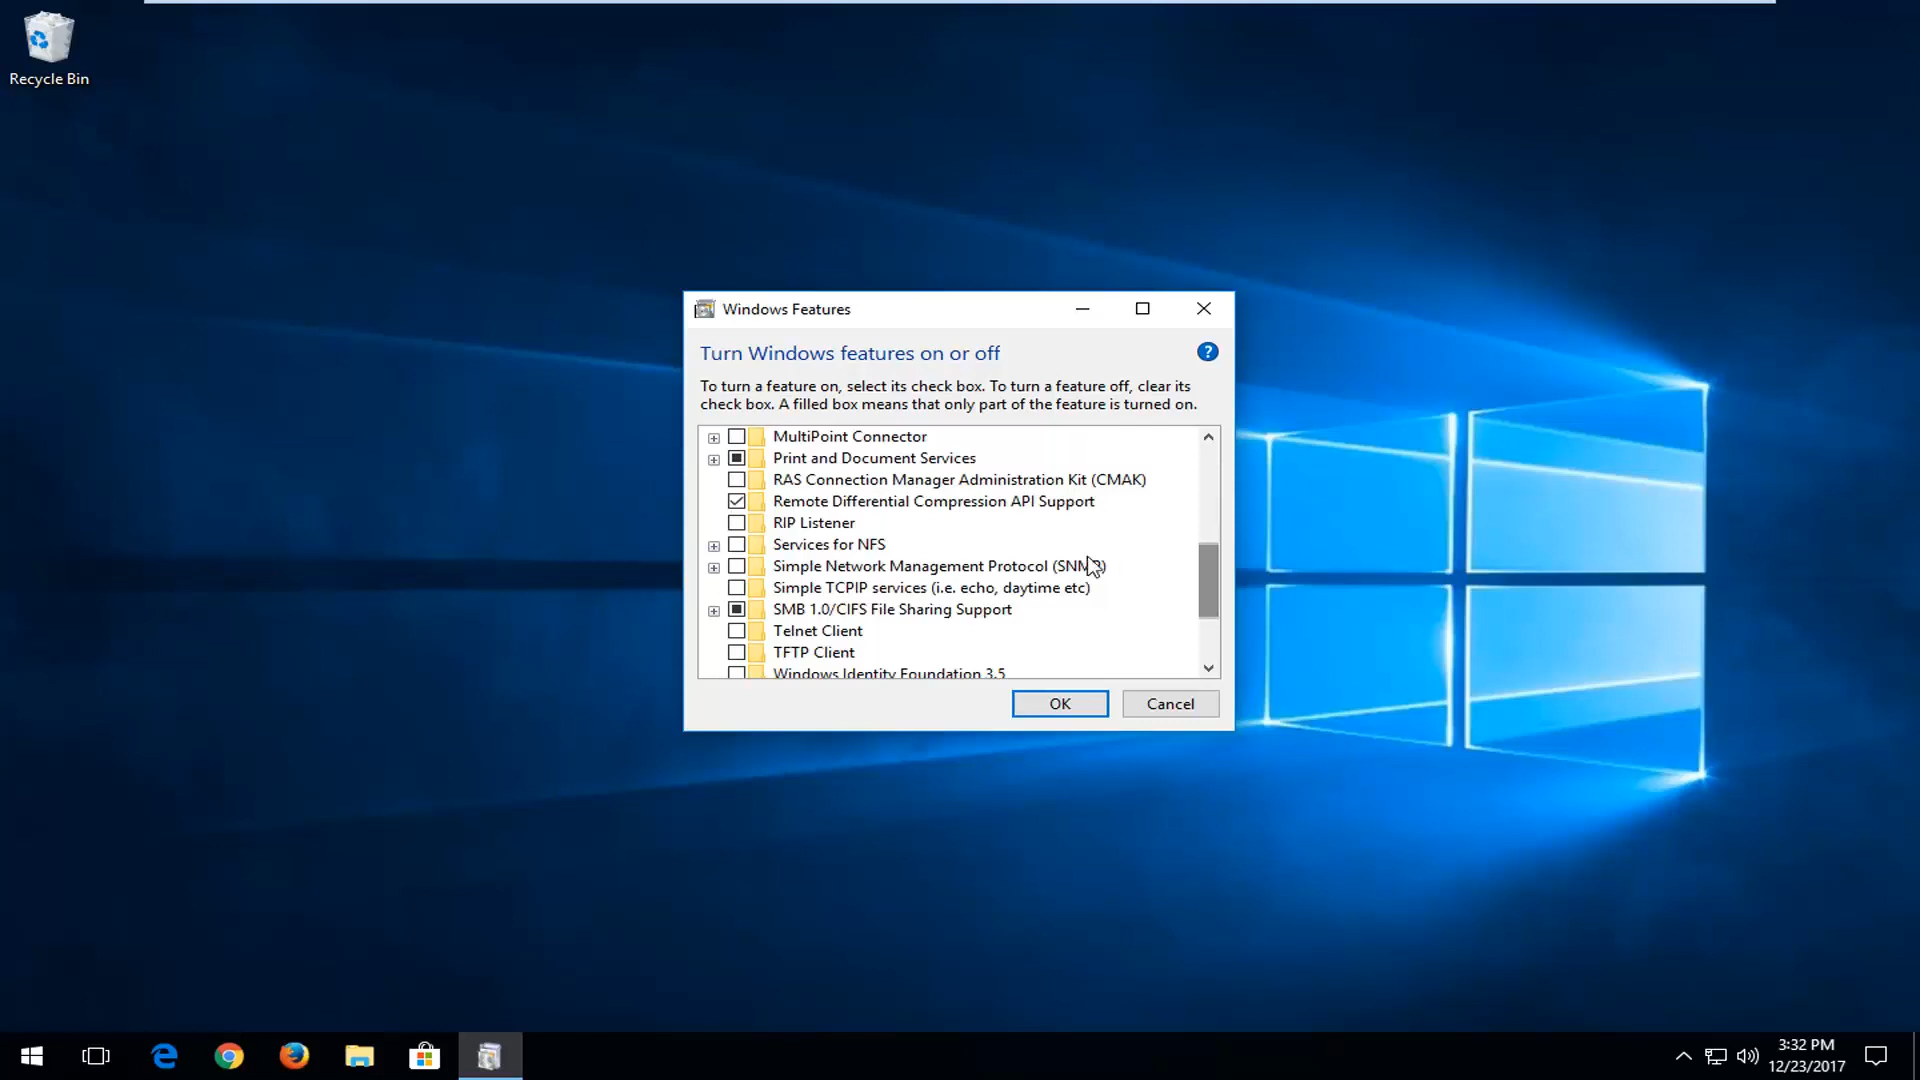 Recycle Bin
Windows Features
Turn Windows features on or off
To turn a feature on, select its check box. To turn a feature off, clear its
check box. A filled box means that only part of the feature is turned on.
MultiPoint Connector
Print and Document Services
RAS Connection Manager Administration Kit (CMAK)
Remote Differential Compression API Support
RIP Listener
Services for NFS
Simple Network Management Protocol (SNMP)
Simple TCPIP services (i.e. echo, daytime etc)
SMB 1.0/CIFS File Sharing Support
Telnet Client
TFTP Client
Windows Identity Foundation 3.5
OK
Cancel
3:32 PM
12/23/2017